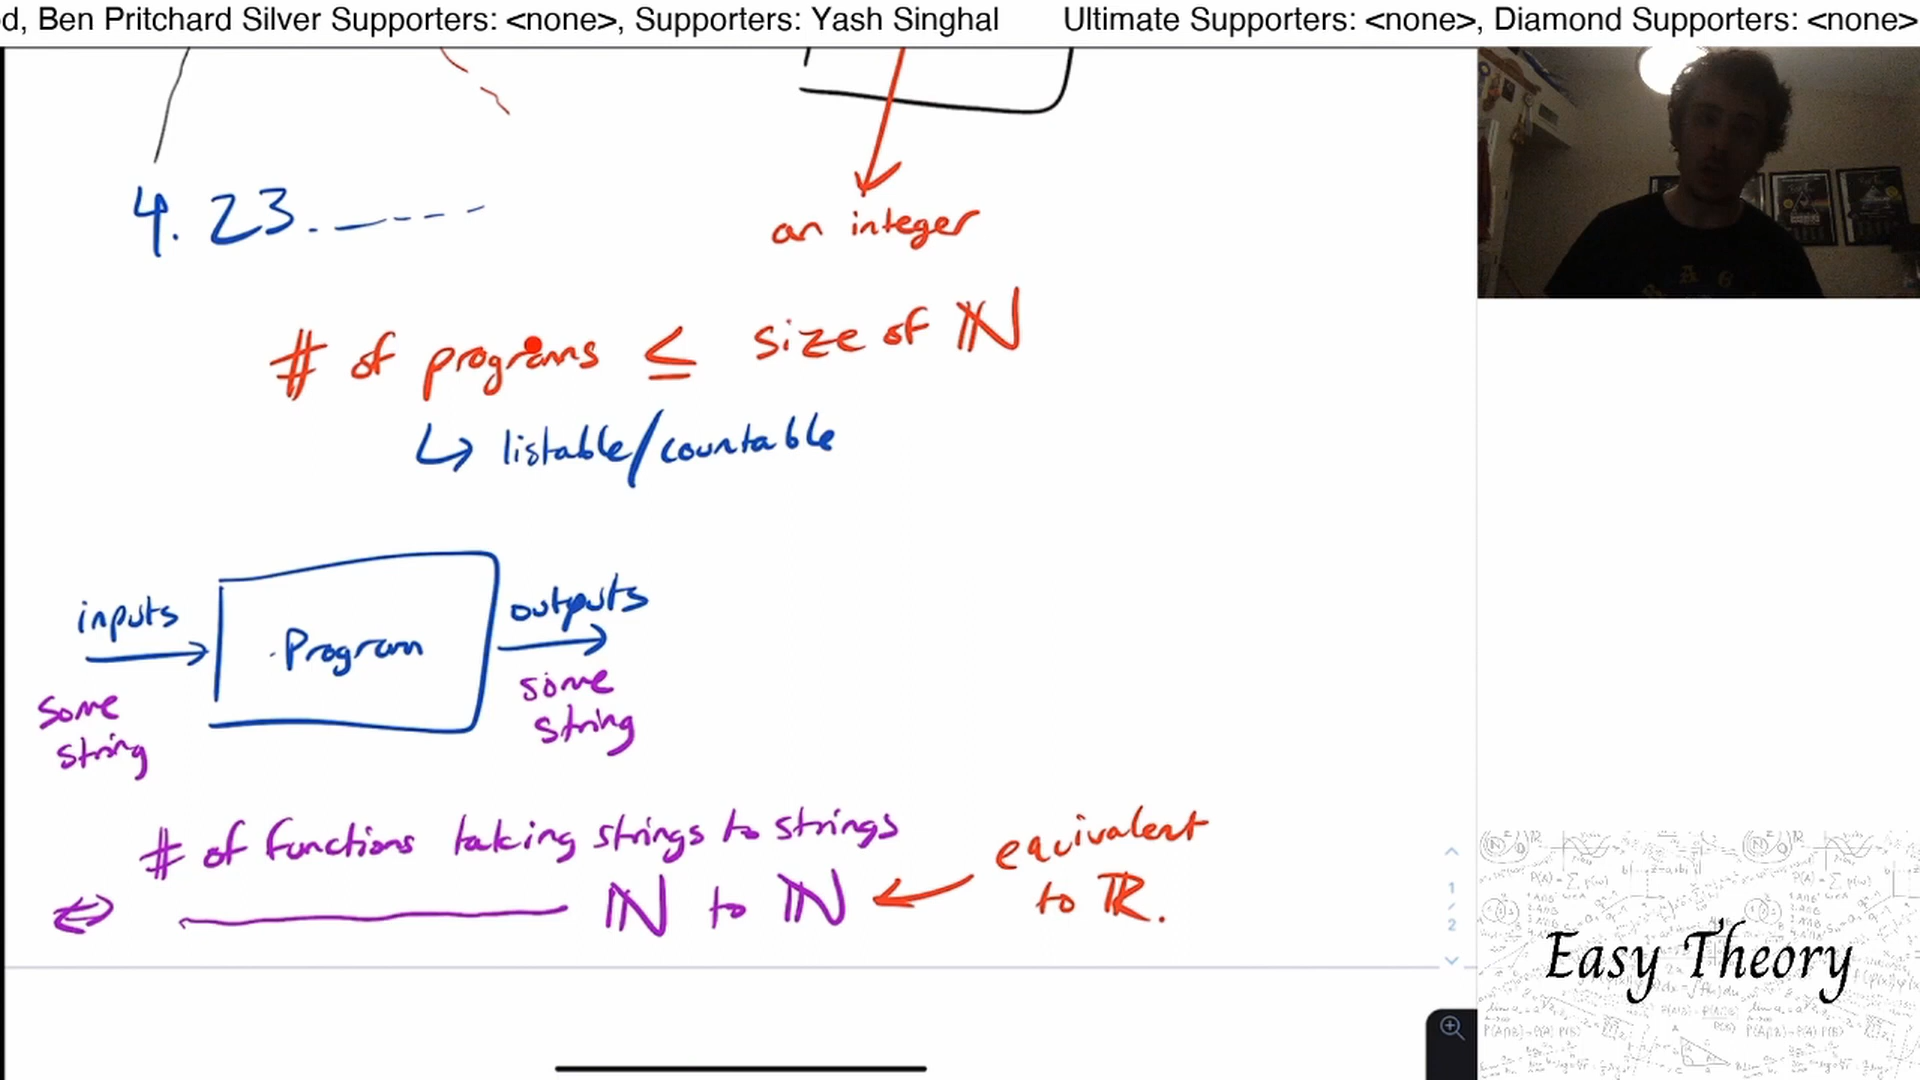 d, Ben Pritchard Silver Supporters: <none>, Supporters: Yash Singhal Ultimate Supporters: <none>, Diamond Supporters: <none>
4. 23.
an integer
# of programs ≤ size of ℕ
↳ listable/countable
inputs
Program
outputs
some
string
some
string
# of functions taking strings to strings
⇔ ℕ to ℕ ← equivalent
to ℝ.
1
2
Easy Theory